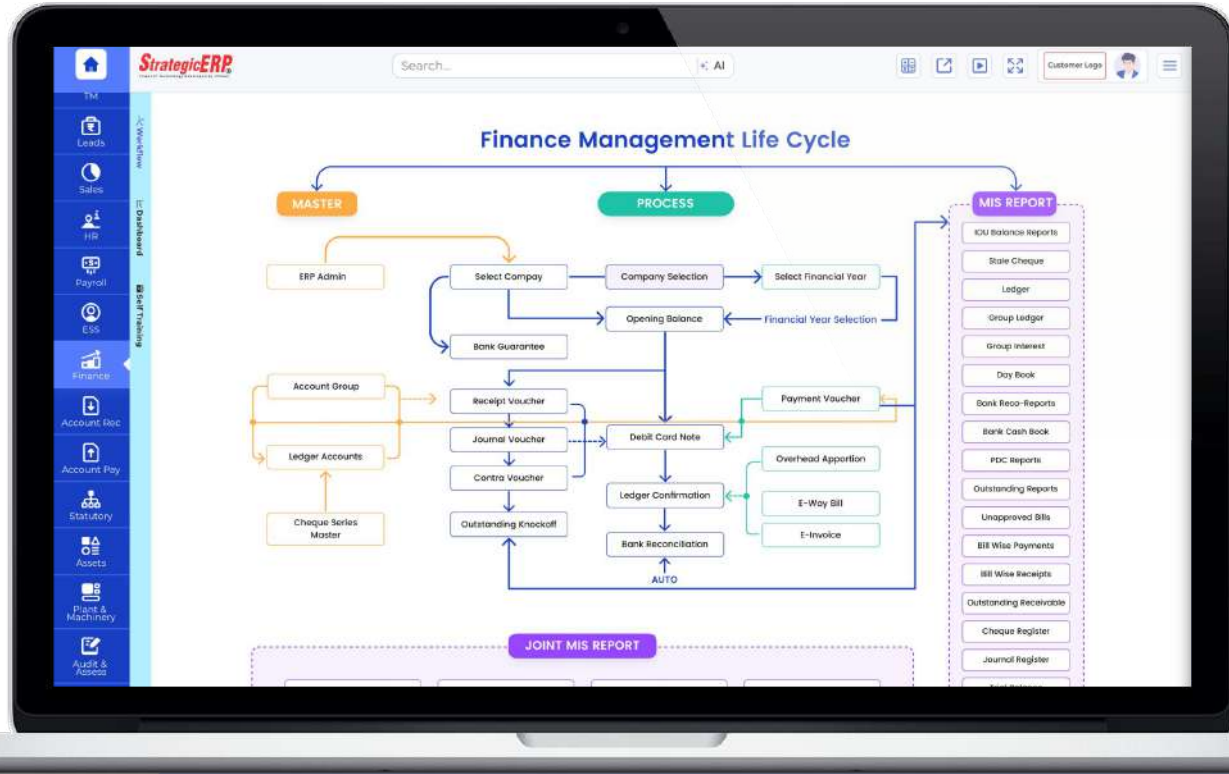 StrategicERP
Search...
AI
Customer Logo
TM
Leads
Sales
HR
Payroll
ESS
Finance
Account Rec
Account Pay
Statutory
Assets
Plant &
Machinery
Audit &
Assess
Workflow
Dashboard
Self Training
Finance Management Life Cycle
MASTER
PROCESS
MIS REPORT
ERP Admin
Select Compay
Company Selection
Select Financial Year
Opening Balance
Financial Year Selection
Bank Guarantee
Account Group
Receipt Voucher
Payment Voucher
Journal Voucher
Debit Card Note
Ledger Accounts
Contra Voucher
Overhead Apportion
Ledger Confirmation
E-Way Bill
Cheque Series
Master
Outstanding Knockoff
E-Invoice
Bank Reconciliation
AUTO
IOU Balance Reports
Stale Cheque
Ledger
Group Ledger
Group Interest
Day Book
Bank Reco-Reports
Bank Cash Book
PDC Reports
Outstanding Reports
Unapproved Bills
Bill Wise Payments
Bill Wise Receipts
Outstanding Receivable
Cheque Register
Journal Register
JOINT MIS REPORT